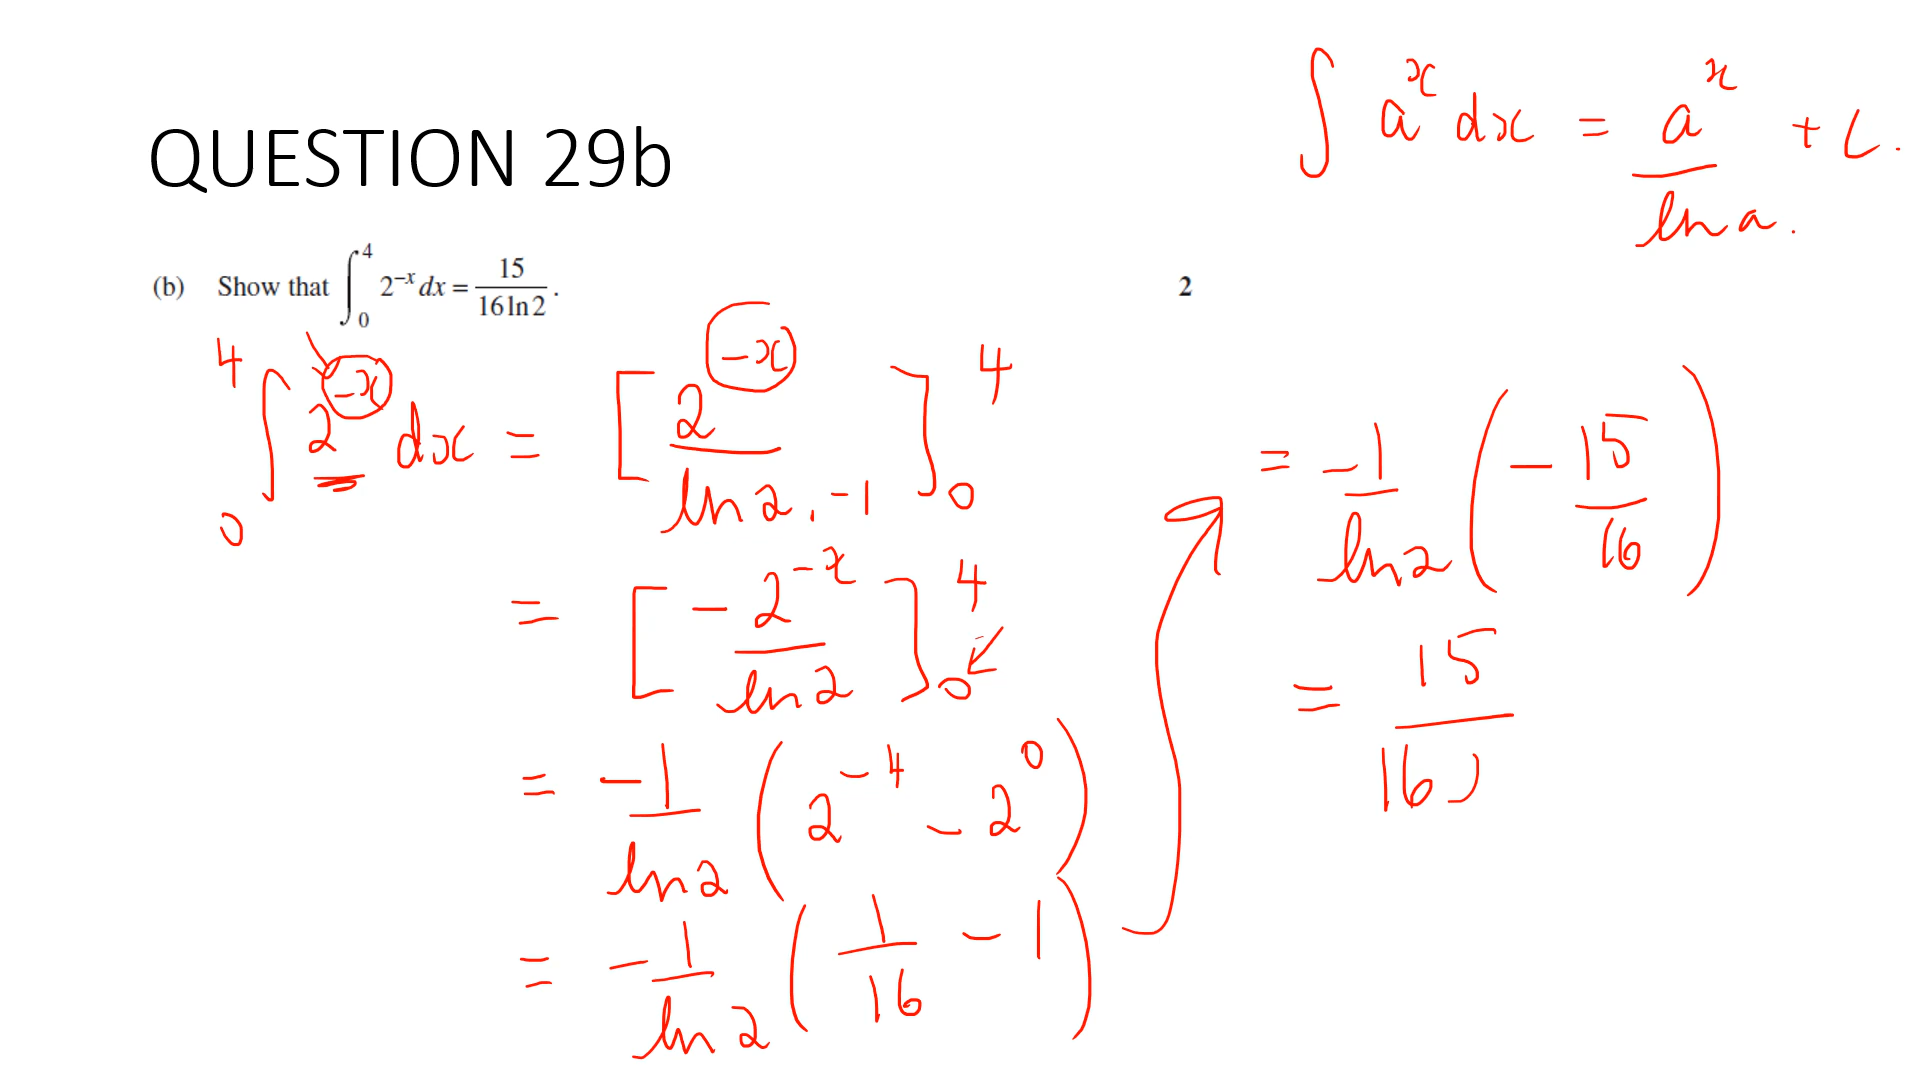 ∫ a^x dx = a^x / ln a. + C.
QUESTION 29b
(b) Show that ∫_0^4 2^{-x} dx = 15 / 16 ln 2 . 2
∫_0^4 2^{-x} dx = [ 2^{-x} / ln 2 . -1 ]_0^4
= [ -2^{-x} / ln 2 ]_0^4
= -1 / ln 2 ( 2^{-4} - 2^0 )
= -1 / ln 2 ( 1/16 - 1 )
= -1 / ln 2 ( - 15/16 )
= 15 / 16